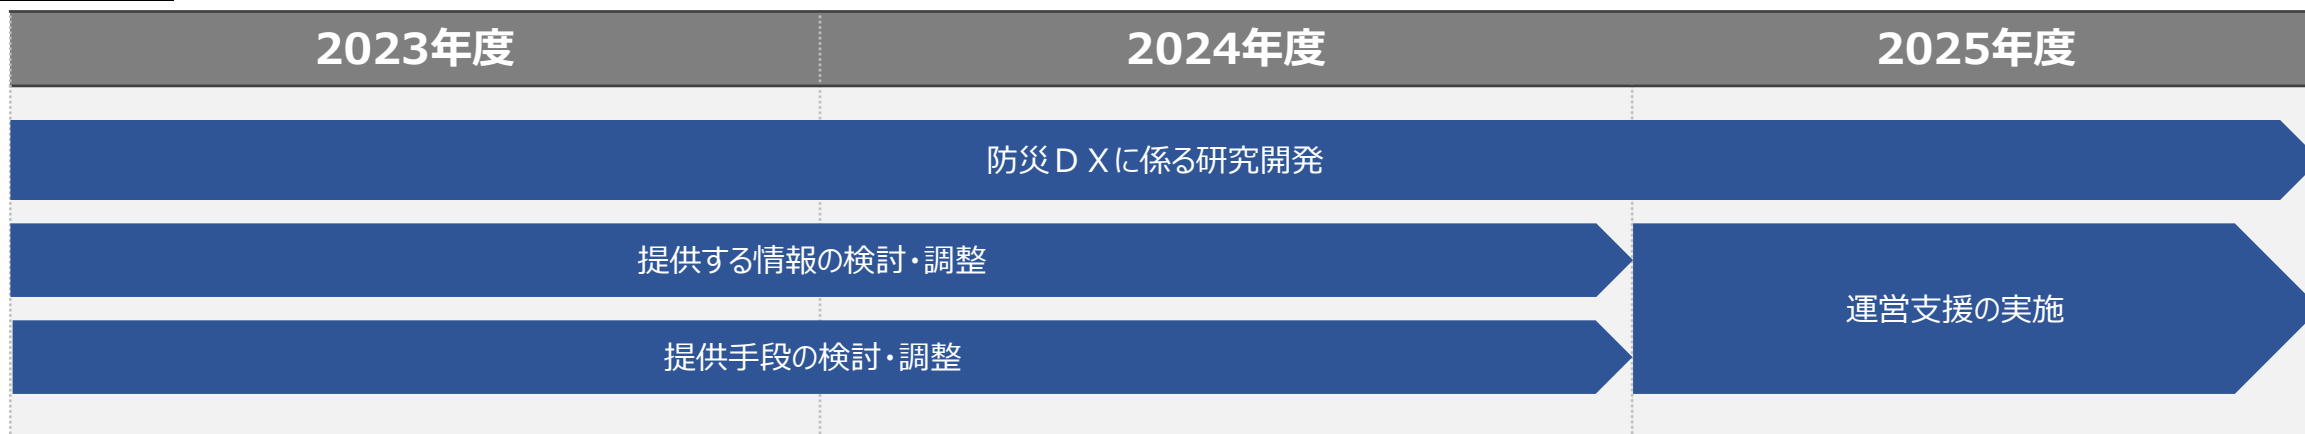 2023年度
2024年度
2025年度
防災ＤＸに係る研究開発
提供する情報の検討・調整
提供手段の検討・調整
運営支援の実施